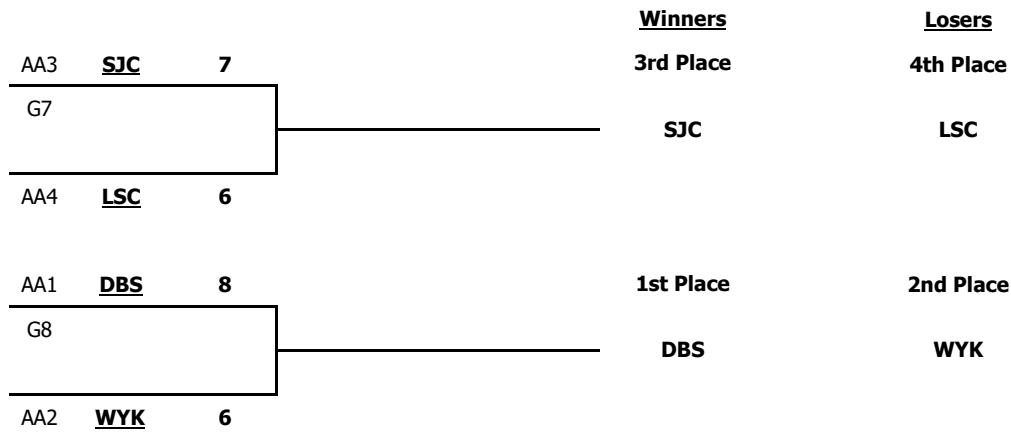 Winners Losers
AA3 SJC 7 3rd Place 4th Place
G7
SJC LSC
AA4 LSC 6
AA1 DBS 8 1st Place 2nd Place
G8
DBS WYK
AA2 WYK 6